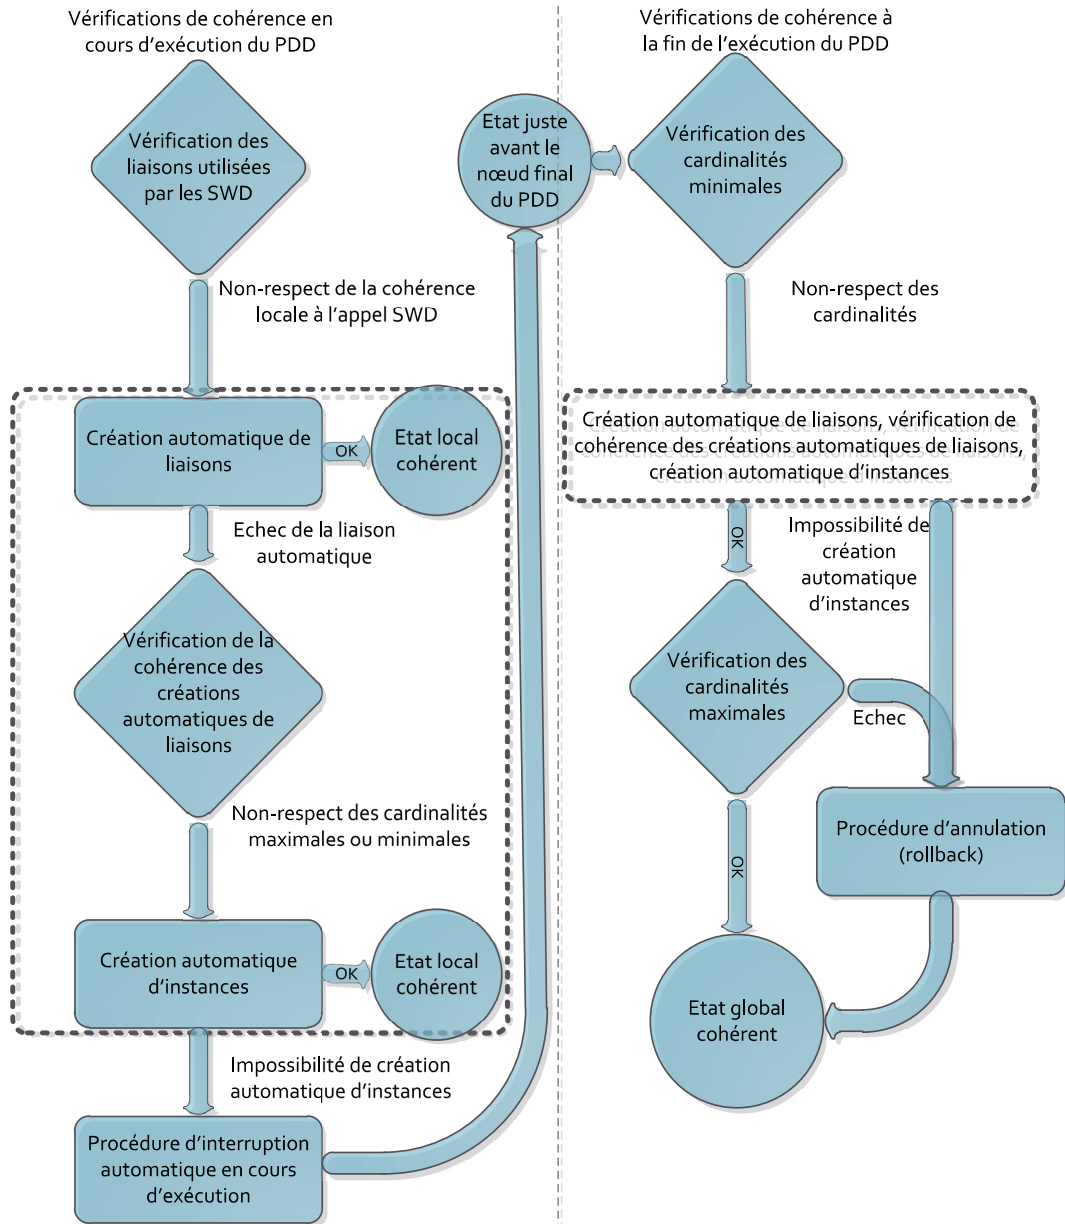 Vérifications de cohérence en
cours d'exécution du PDD
Vérification des
liaisons utilisées
par les SWD
Non-respect de la cohérence
locale à l'appel SWD
Création automatique de
liaisons
OK
Etat local
cohérent
Echec de la liaison
automatique
Vérification de la
cohérence des
créations
automatiques de
liaisons
Non-respect des cardinalités
maximales ou minimales
Création automatique
d'instances
OK
Etat local
cohérent
Impossibilité de création
automatique d'instances
Procédure d'interruption
automatique en cours
d'exécution
Etat juste
avant le
nœud final
du PDD
Vérifications de cohérence à
la fin de l'exécution du PDD
Vérification des
cardinalités
minimales
Non-respect des
cardinalités
Création automatique de liaisons, vérification de
cohérence des créations automatiques de liaisons,
création automatique d'instances
OK
Impossibilité de
création
automatique
d'instances
Vérification des
cardinalités
maximales
Echec
OK
Procédure d'annulation
(rollback)
Etat global
cohérent